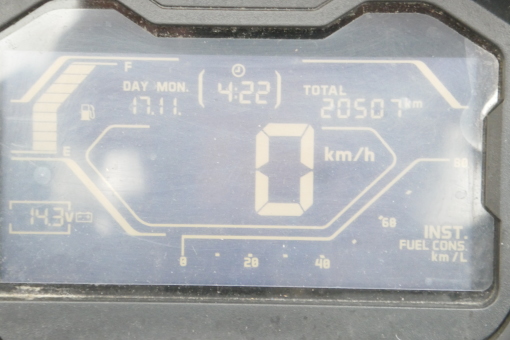 F
DAY MON.
17.11.
4:22
TOTAL
20507 km
E
0 km/h
14.3 V
0 20 40 60 80
INST.
FUEL CONS.
km/L